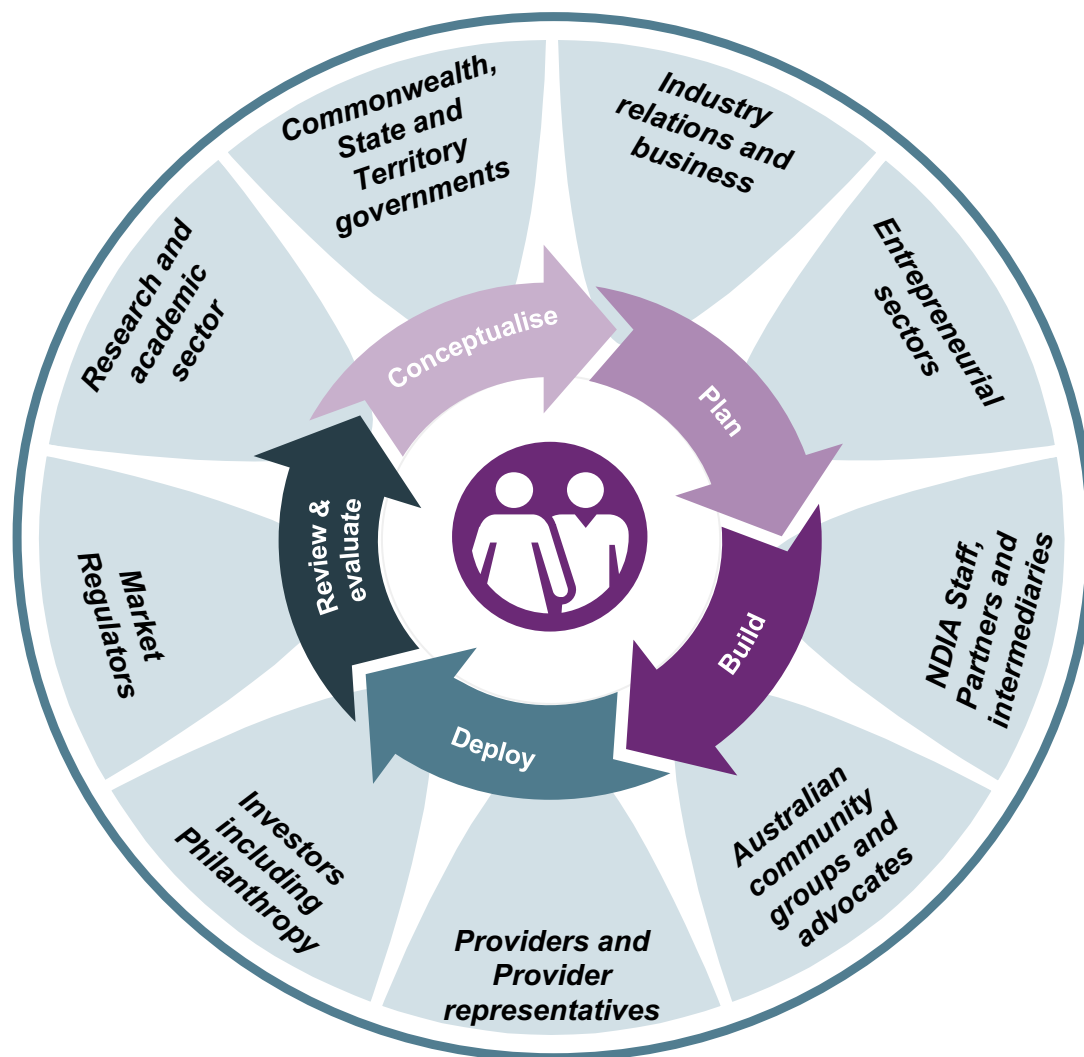 Commonwealth,
State and
Territory
governments
Industry
relations and
business
Entrepreneurial
sectors
NDIA Staff,
Partners and
intermediaries
Australian
community
groups and
advocates
Providers and
Provider
representatives
Investors
including
Philanthropy
Market
Regulators
Research and
academic
sector
Conceptualise
Plan
Build
Deploy
Review &
evaluate